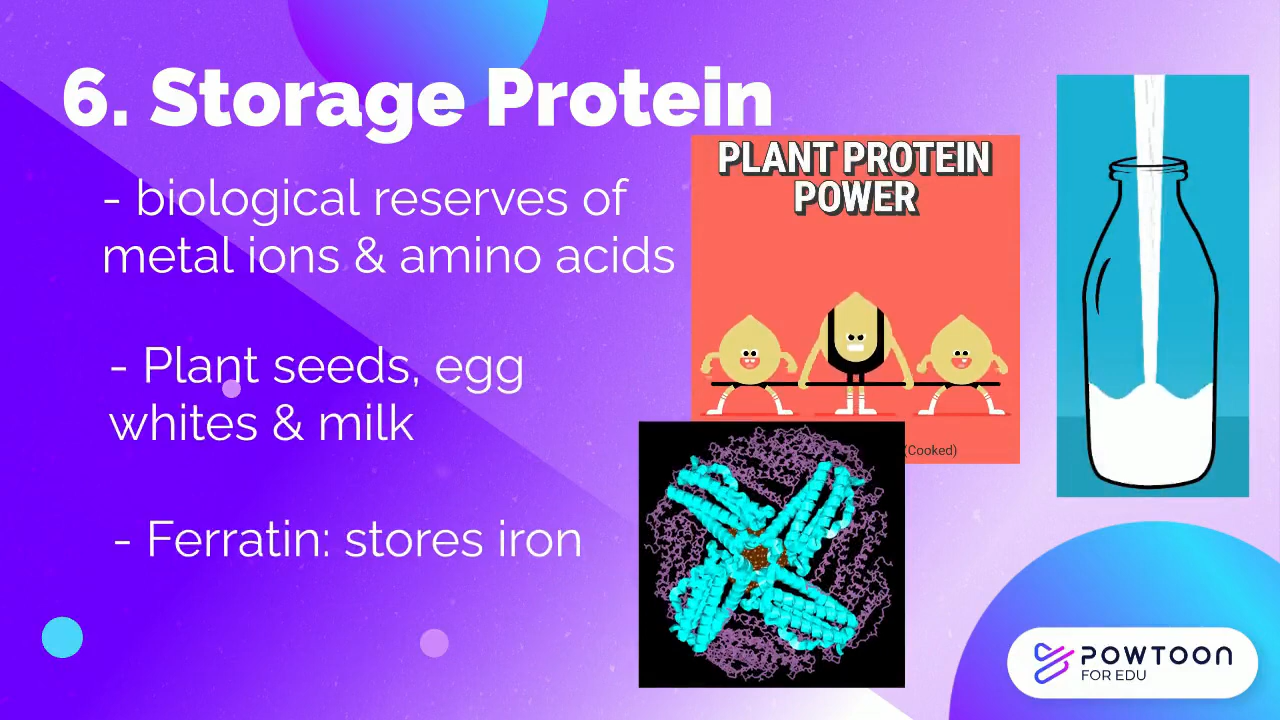 6. Storage Protein
- biological reserves of
metal ions & amino acids
- Plant seeds, egg
whites & milk
- Ferratin: stores iron
PLANT PROTEIN
POWER
(Cooked)
POWTOON
FOR EDU